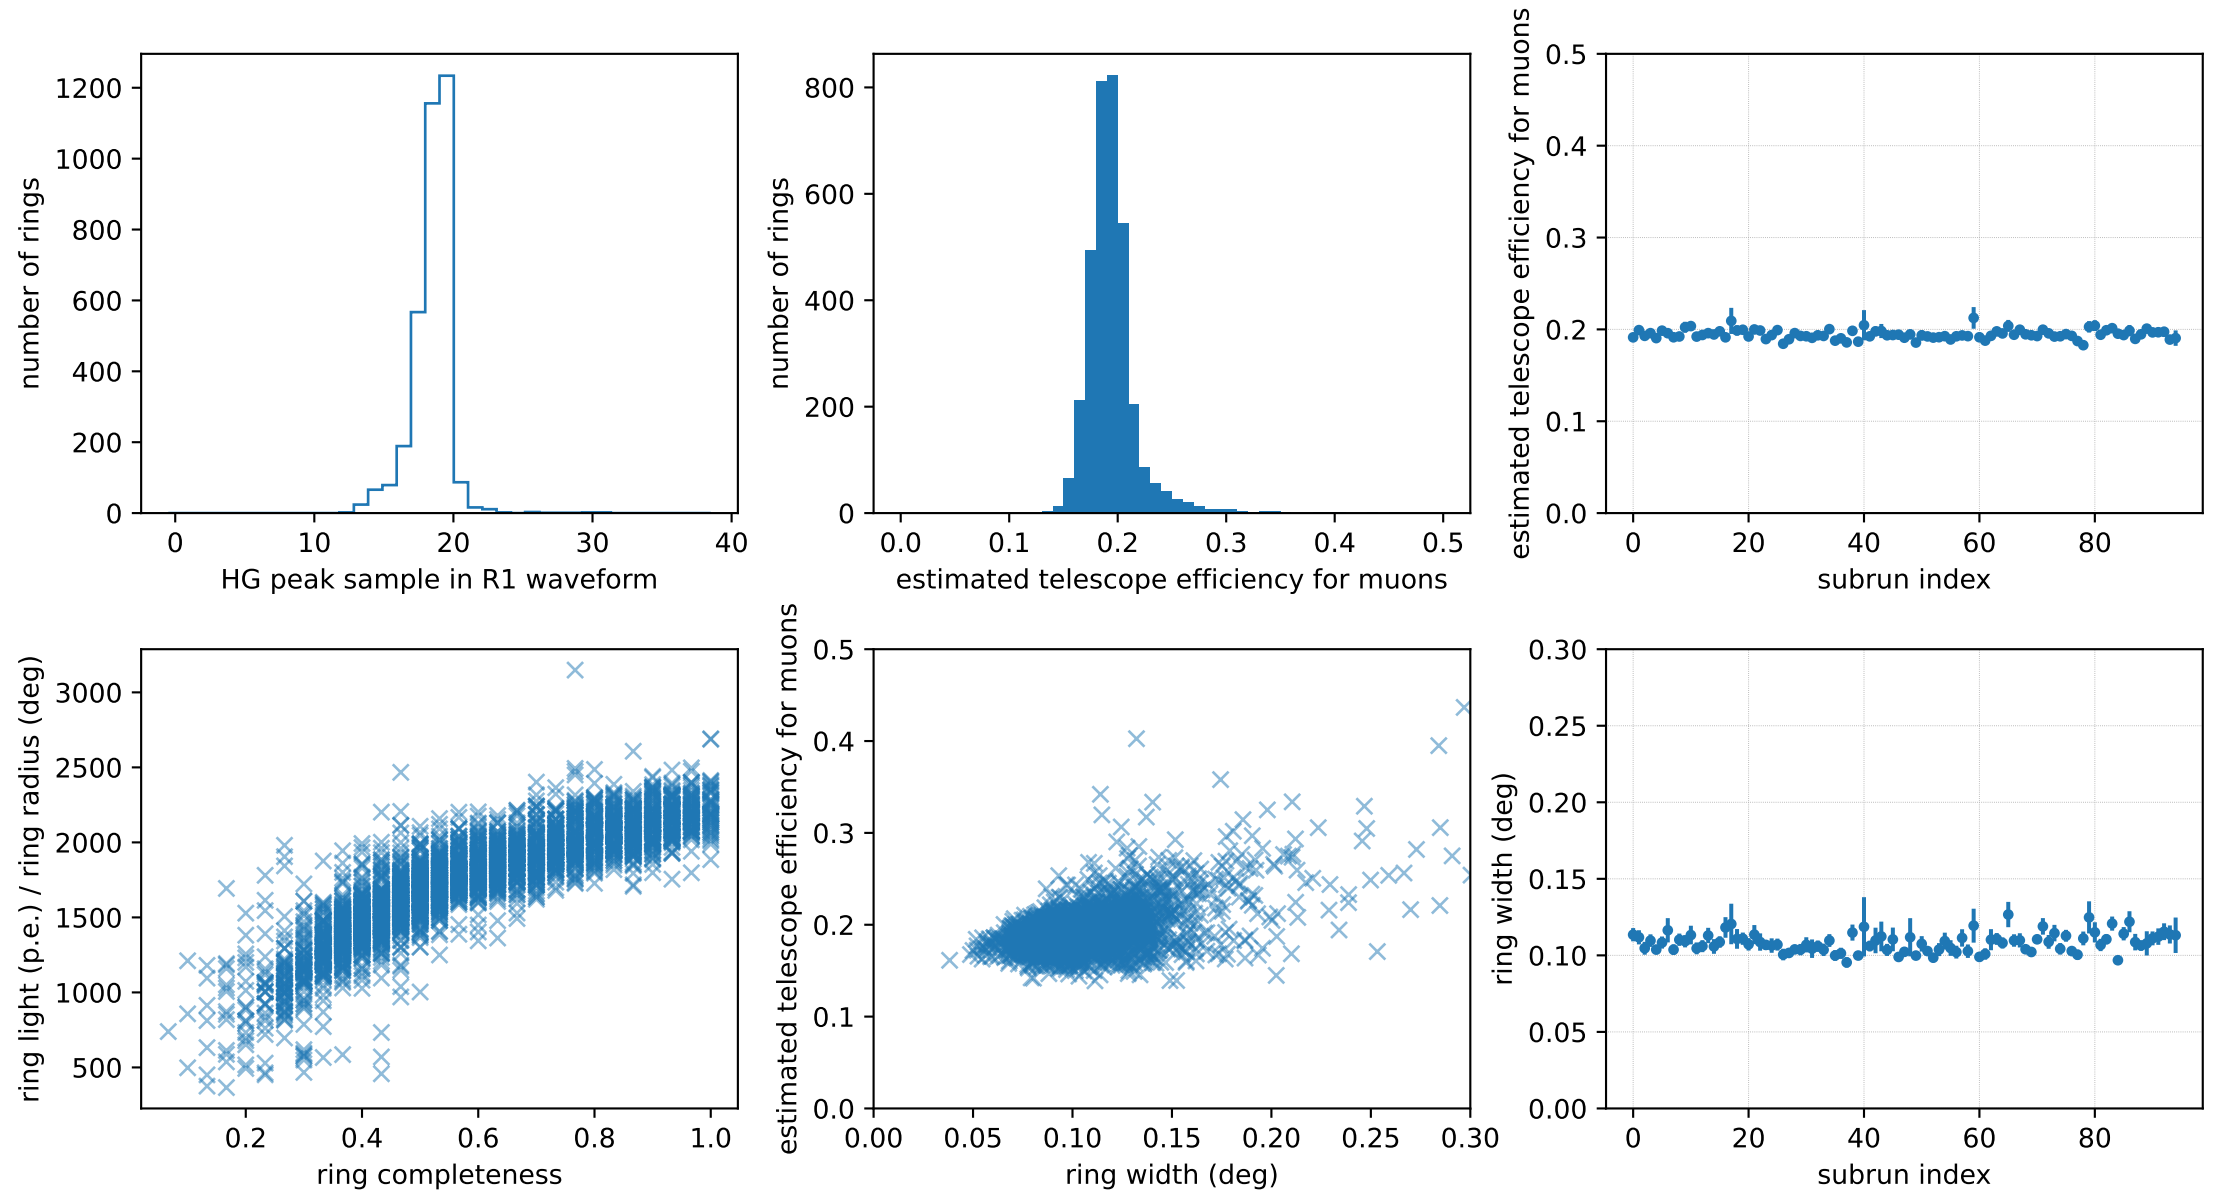 1200
1000
800
600
400
200
0
number of rings
0 10 20 30 40
HG peak sample in R1 waveform
800
600
400
200
0
number of rings
0.0 0.1 0.2 0.3 0.4 0.5
estimated telescope efficiency for muons
0.5
0.4
0.3
0.2
0.1
0.0
estimated telescope efficiency for muons
0 20 40 60 80
subrun index
3000
2500
2000
1500
1000
500
ring light (p.e.) / ring radius (deg)
0.2 0.4 0.6 0.8 1.0
ring completeness
0.5
0.4
0.3
0.2
0.1
0.0
estimated telescope efficiency for muons
0.00 0.05 0.10 0.15 0.20 0.25 0.30
ring width (deg)
0.30
0.25
0.20
0.15
0.10
0.05
0.00
ring width (deg)
0 20 40 60 80
subrun index